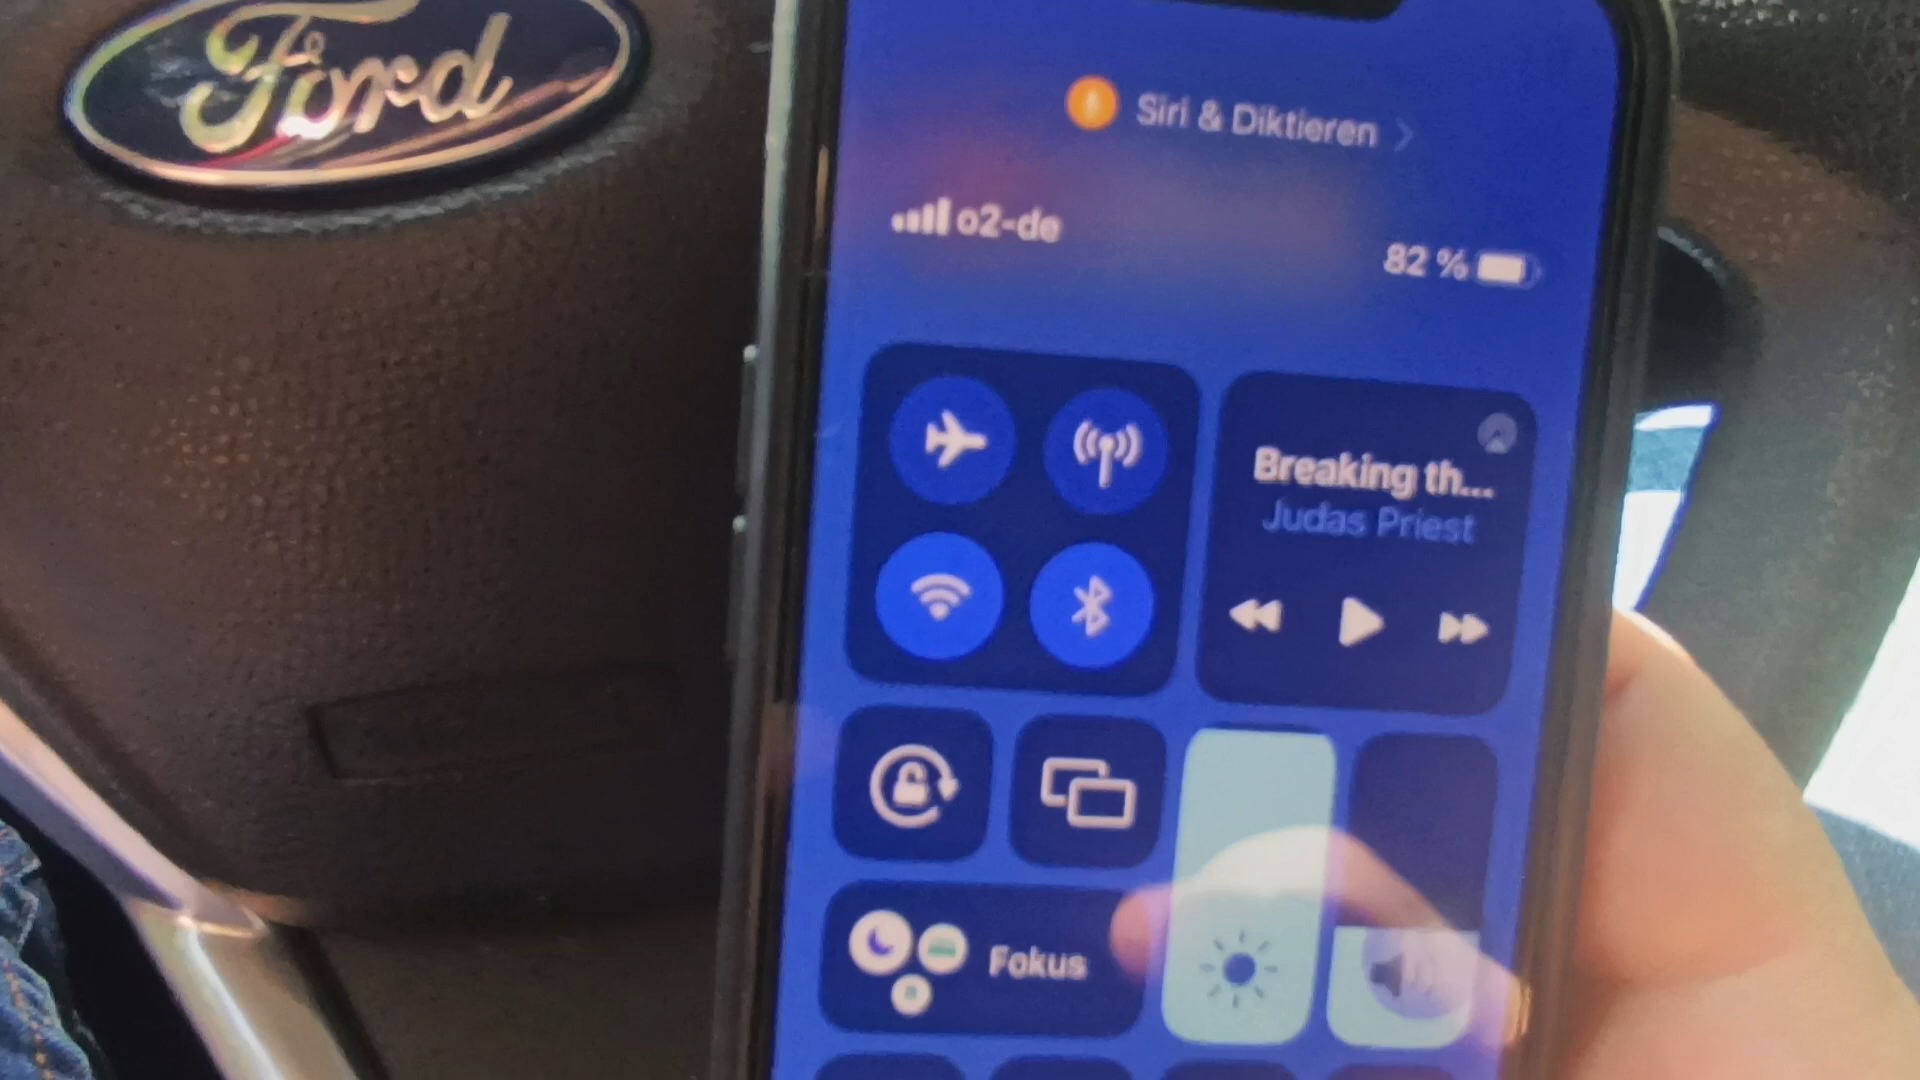 Ford
Siri & Diktieren
o2-de
82 %
Breaking th...
Judas Priest
Fokus